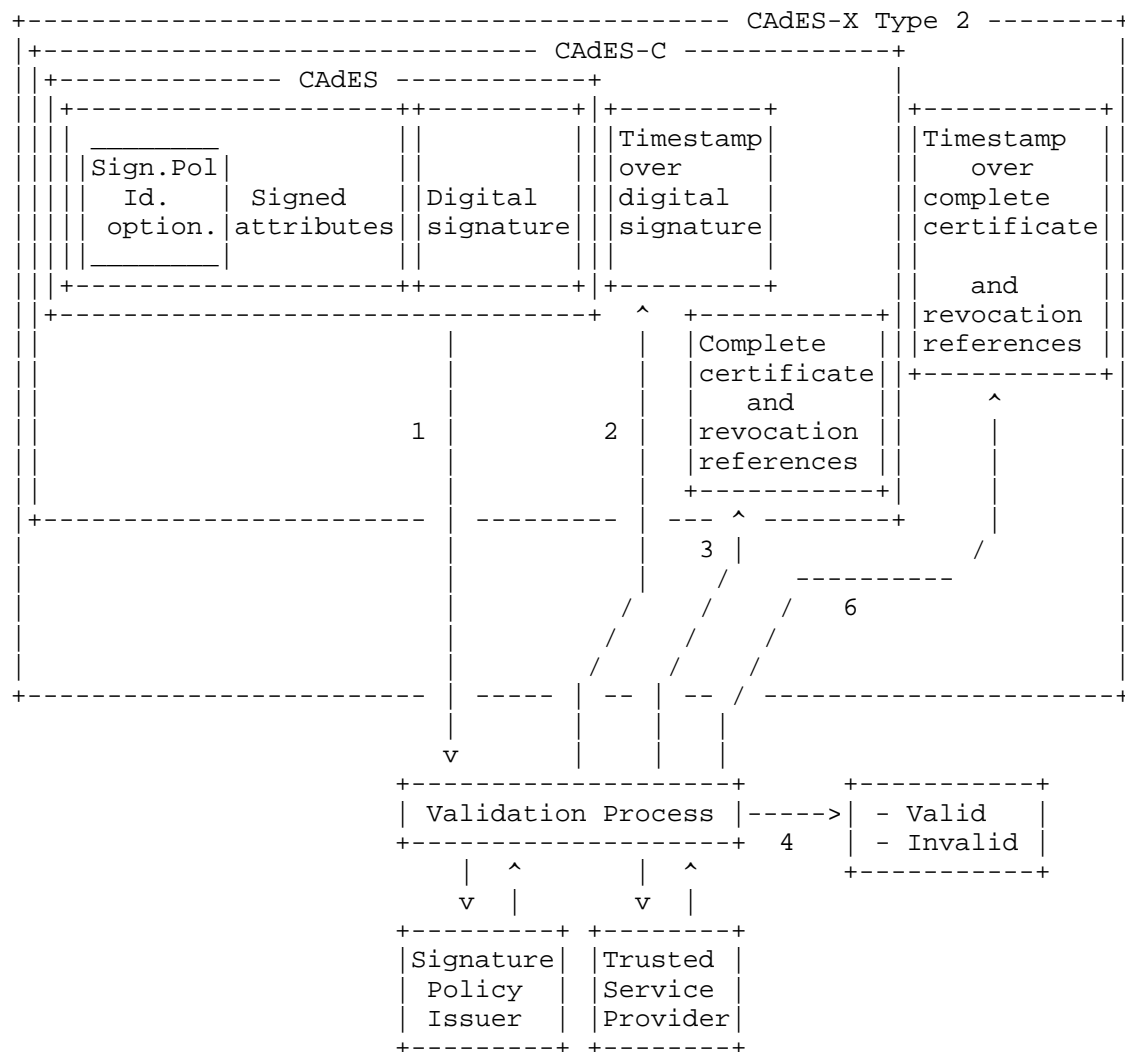 CAdES-X Type 2
CAdES-C
CAdES
Timestamp Timestamp
Sign.Pol over over
Id. Signed Digital digital complete
option. attributes signature signature certificate
and
revocation
Complete references
certificate
and
1 2 revocation
references
3
6
Validation Process - Valid
4 - Invalid
Signature Trusted
Policy Service
Issuer Provider